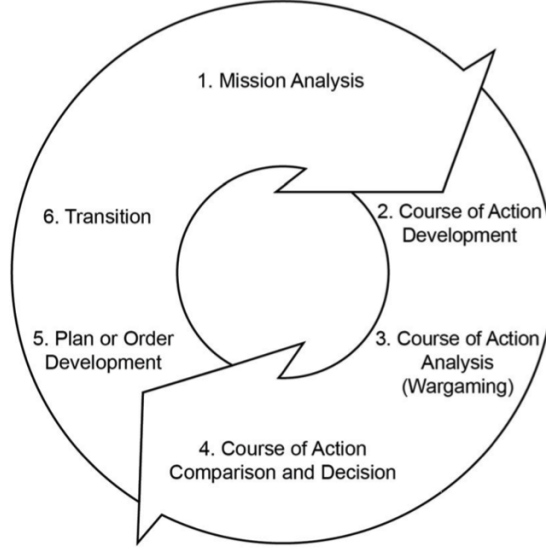 1. Mission Analysis
2. Course of Action
Development
3. Course of Action
Analysis
(Wargaming)
4. Course of Action
Comparison and Decision
5. Plan or Order
Development
6. Transition